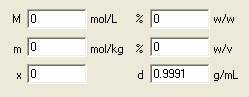 M 0 mol/L % 0 w/w
m 0 mol/kg % 0 w/v
x 0 d 0.9991 g/mL